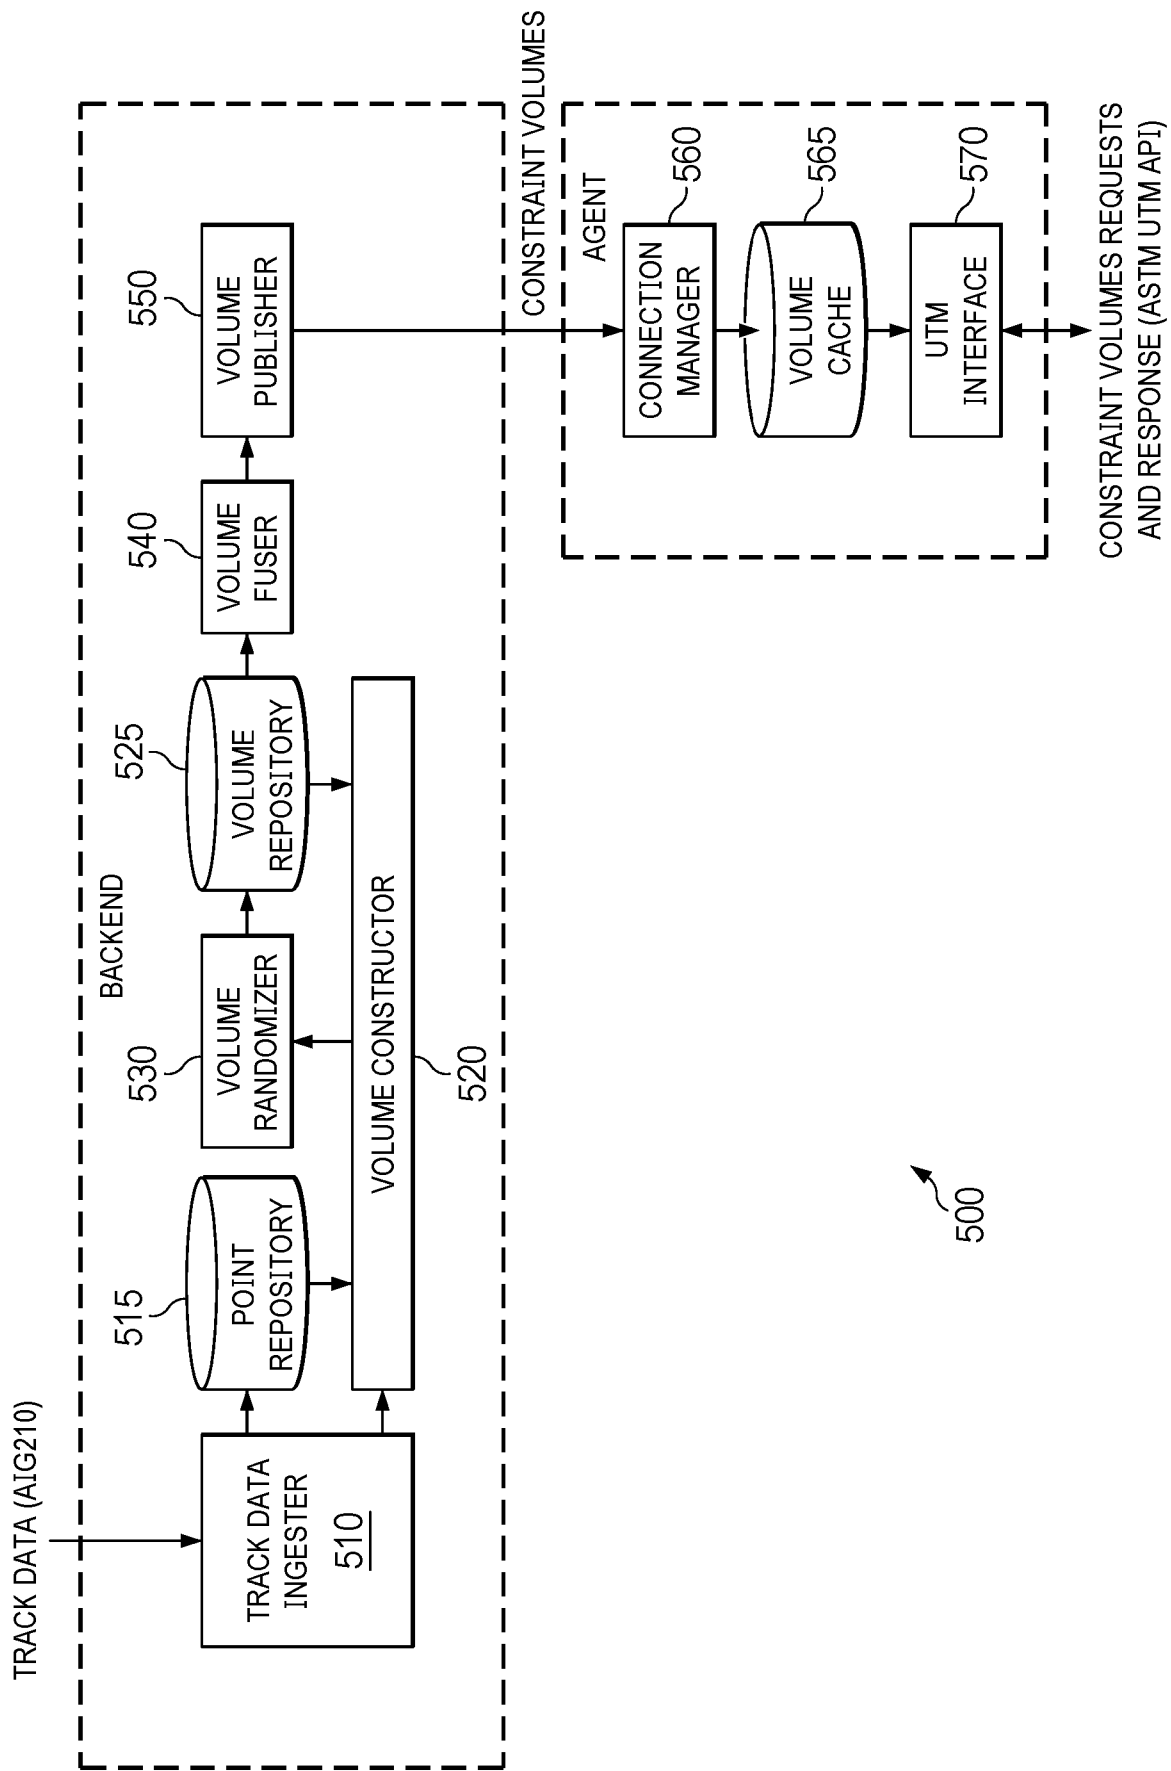 TRACK DATA (AIG210)
BACKEND
TRACK DATA
INGESTER
510
515
POINT
REPOSITORY
530
VOLUME
RANDOMIZER
525
VOLUME
REPOSITORY
540
VOLUME
FUSER
550
VOLUME
PUBLISHER
VOLUME CONSTRUCTOR
520
CONSTRAINT VOLUMES
AGENT
CONNECTION
MANAGER
560
VOLUME
CACHE
565
UTM
INTERFACE
570
CONSTRAINT VOLUMES REQUESTS
AND RESPONSE (ASTM UTM API)
500